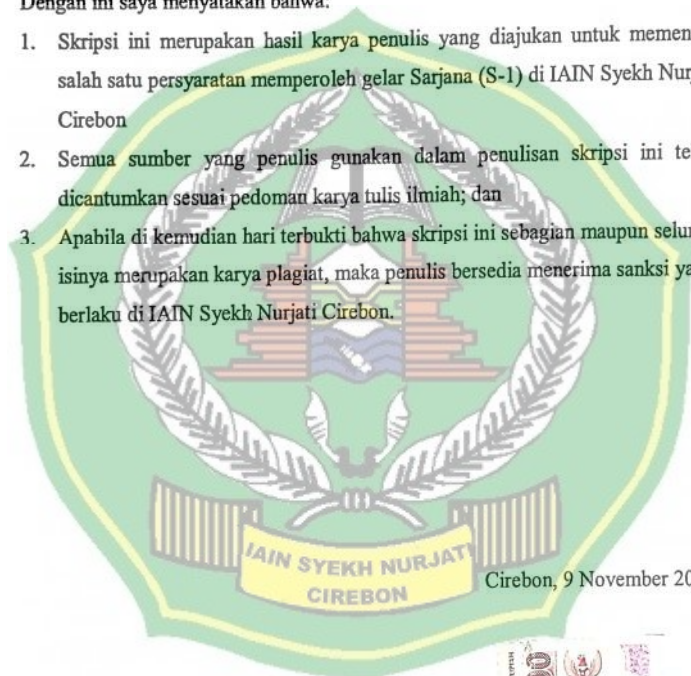 Dengan ini saya menyatakan bahwa:
1. Skripsi ini merupakan hasil karya penulis yang diajukan untuk memen
salah satu persyaratan memperoleh gelar Sarjana (S-1) di IAIN Syekh Nur
Cirebon
2. Semua sumber yang penulis gunakan dalam penulisan skripsi ini te
dicantumkan sesuai pedoman karya tulis ilmiah; dan
3. Apabila di kemudian hari terbukti bahwa skripsi ini sebagian maupun selur
isinya merupakan karya plagiat, maka penulis bersedia menerima sanksi ya
berlaku di IAIN Syekh Nurjati Cirebon.
IAIN SYEKH NURJATI
CIREBON
Cirebon, 9 November 20